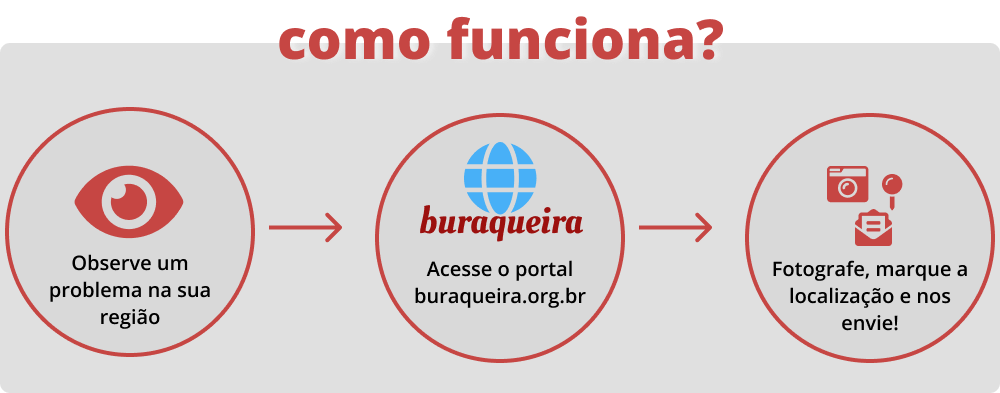 como funciona?
Observe um
problema na sua
região
buraqueira
Acesse o portal
buraqueira.org.br
Fotografe, marque a
localização e nos
envie!